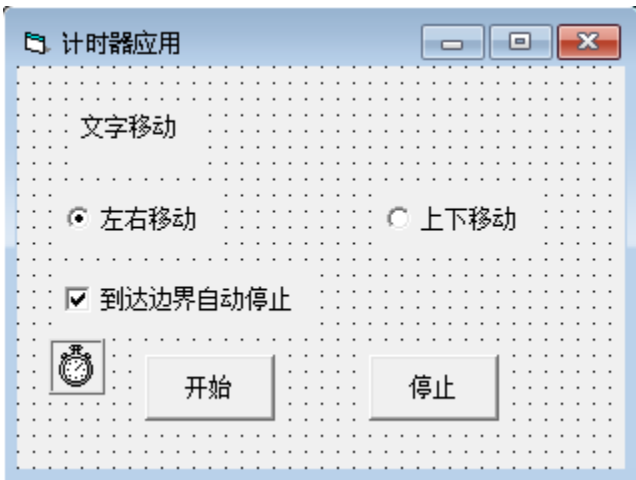 计时器应用
文字移动
左右移动 上下移动
到达边界自动停止
开始 停止